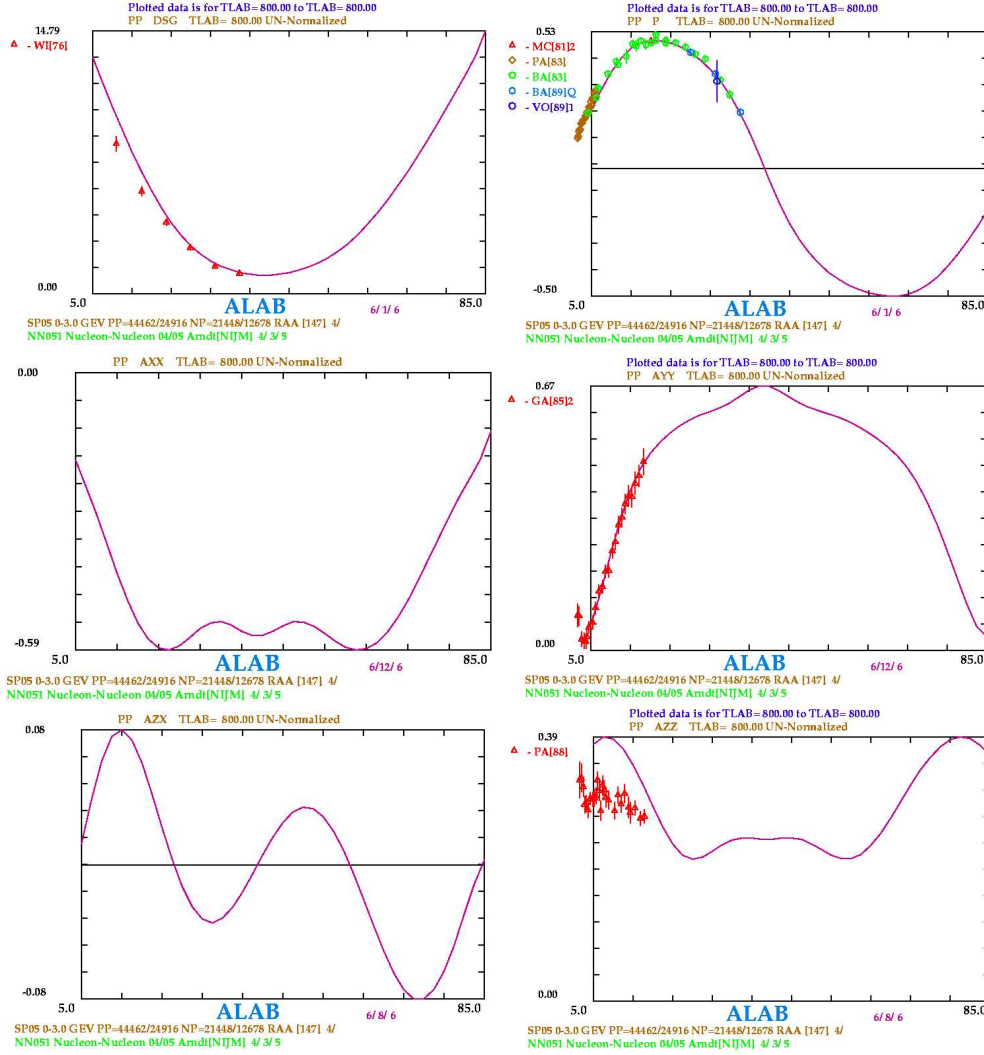 Plotted data is for TLAB= 800.00 to TLAB= 800.00
PP DSG TLAB= 800.00 UN-Normalized
14.79
- WI[76]
0.00
5.0
ALAB
85.0
6/ 1/ 6
SP05 0-3.0 GEV PP=44462/24916 NP=21448/12678 RAA [147] 4/
NN051 Nucleon-Nucleon 04/05 Arndt[NIJM] 4/ 3/ 5
Plotted data is for TLAB= 800.00 to TLAB= 800.00
PP P TLAB= 800.00 UN-Normalized
0.53
- MC[81]2
- PA[83]
- BA[83]
- BA[89]Q
- VO[89]1
-0.50
5.0
ALAB
85.0
6/ 1/ 6
SP05 0-3.0 GEV PP=44462/24916 NP=21448/12678 RAA [147] 4/
NN051 Nucleon-Nucleon 04/05 Arndt[NIJM] 4/ 3/ 5
PP AXX TLAB= 800.00 UN-Normalized
0.00
-0.59
5.0
ALAB
85.0
6/12/ 6
SP05 0-3.0 GEV PP=44462/24916 NP=21448/12678 RAA [147] 4/
NN051 Nucleon-Nucleon 04/05 Arndt[NIJM] 4/ 3/ 5
Plotted data is for TLAB= 800.00 to TLAB= 800.00
PP AYY TLAB= 800.00 UN-Normalized
0.67
- GA[85]2
0.00
5.0
ALAB
85.0
6/12/ 6
SP05 0-3.0 GEV PP=44462/24916 NP=21448/12678 RAA [147] 4/
NN051 Nucleon-Nucleon 04/05 Arndt[NIJM] 4/ 3/ 5
PP AZX TLAB= 800.00 UN-Normalized
0.08
-0.08
5.0
ALAB
85.0
6/ 8/ 6
SP05 0-3.0 GEV PP=44462/24916 NP=21448/12678 RAA [147] 4/
NN051 Nucleon-Nucleon 04/05 Arndt[NIJM] 4/ 3/ 5
Plotted data is for TLAB= 800.00 to TLAB= 800.00
PP AZZ TLAB= 800.00 UN-Normalized
0.39
- PA[88]
0.00
5.0
ALAB
85.0
6/ 8/ 6
SP05 0-3.0 GEV PP=44462/24916 NP=21448/12678 RAA [147] 4/
NN051 Nucleon-Nucleon 04/05 Arndt[NIJM] 4/ 3/ 5